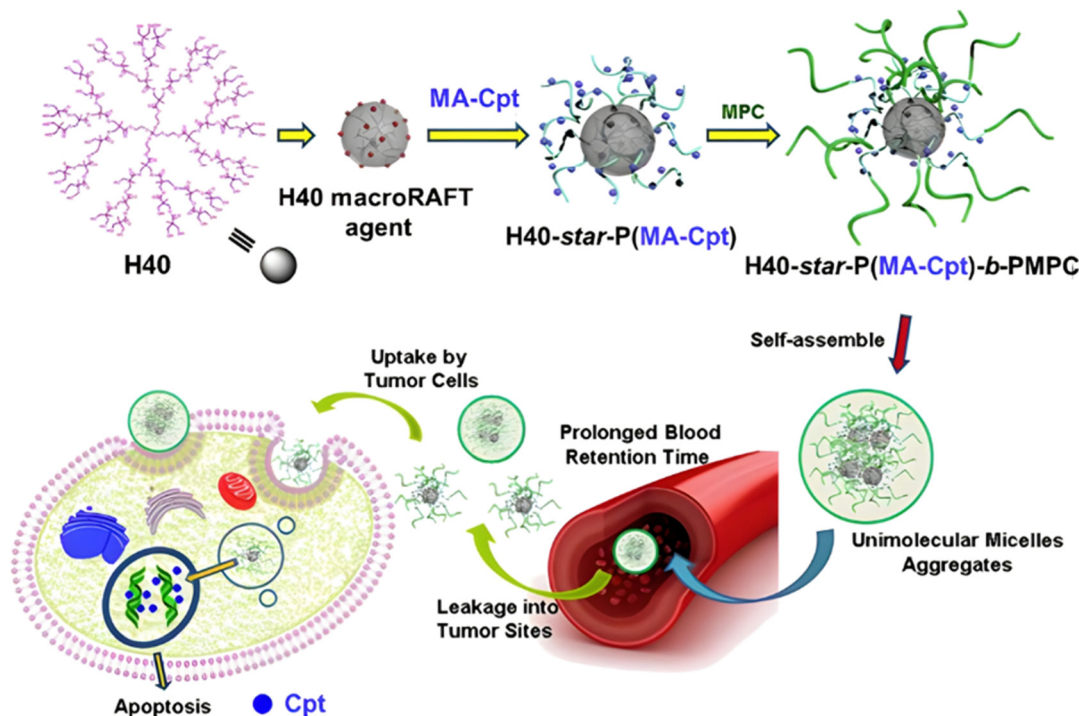 MA-Cpt
MPC
H40 macroRAFT
agent
H40
H40-star-P(MA-Cpt)
H40-star-P(MA-Cpt)-b-PMPC
Self-assemble
Uptake by
Tumor Cells
Prolonged Blood
Retention Time
Unimolecular Micelles
Aggregates
Leakage into
Tumor Sites
Apoptosis
Cpt